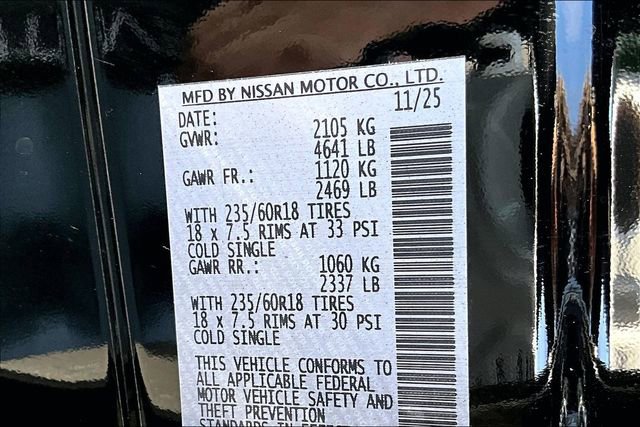 MFD BY NISSAN MOTOR CO., LTD.
DATE: 11/25
GVWR: 2105 KG
4641 LB
GAWR FR.: 1120 KG
2469 LB
WITH 235/60R18 TIRES
18 x 7.5 RIMS AT 33 PSI
COLD SINGLE
GAWR RR.: 1060 KG
2337 LB
WITH 235/60R18 TIRES
18 x 7.5 RIMS AT 30 PSI
COLD SINGLE
THIS VEHICLE CONFORMS TO
ALL APPLICABLE FEDERAL
MOTOR VEHICLE SAFETY AND
THEFT PREVENTION
STANDARDS IN EFFECT